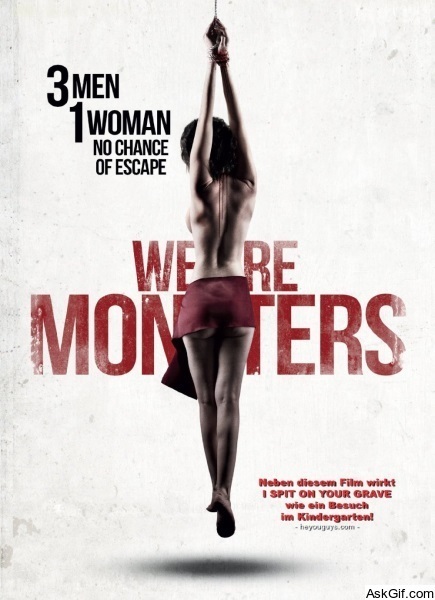 3 MEN
1 WOMAN
NO CHANCE
OF ESCAPE
WE RE
MON TERS
Neben diesem Film wirkt
I SPIT ON YOUR GRAVE
wie ein Besuch
im Kindergarten!
- heyouguys.com -
AskGif.com